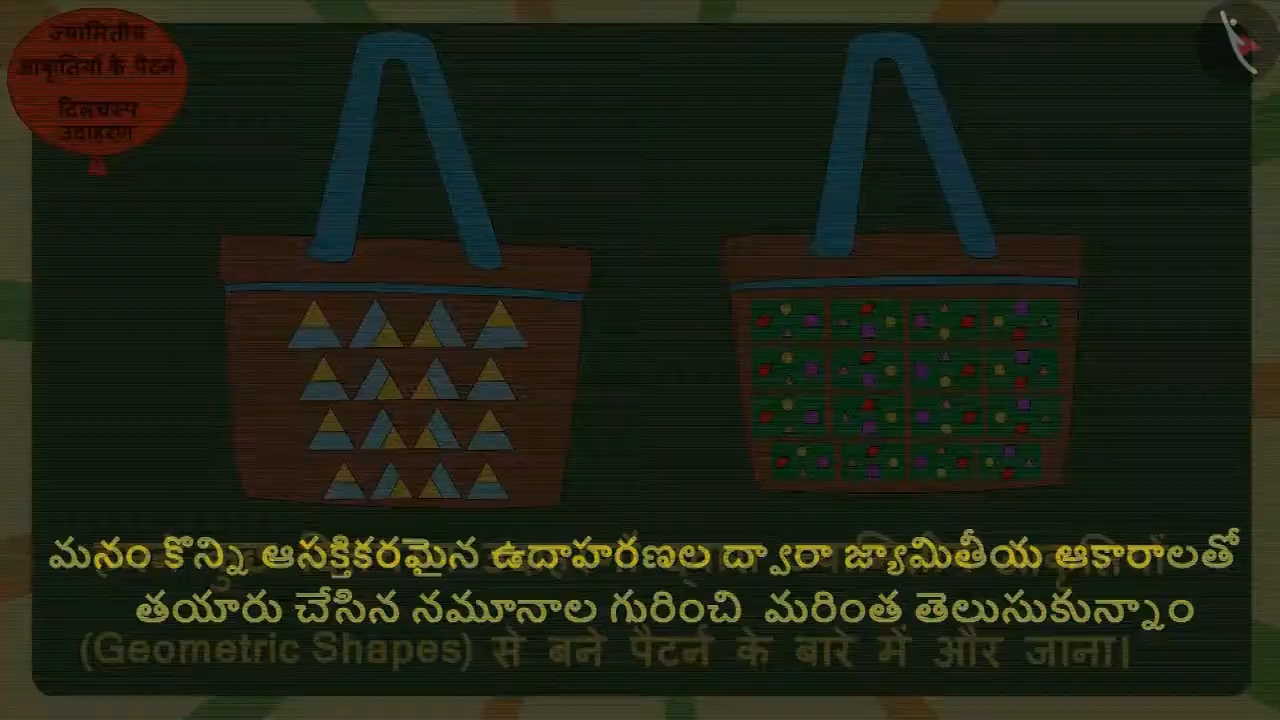 ज्यामितीय
आकृतियों के पैटर्न
दिलचस्प
उदाहरण
మనం కొన్ని ఆసక్తికరమైన ఉదాహరణల ద్వారా జ్యామితీయ ఆకారాలతో
తయారు చేసిన నమూనాల గురించి మరింత తెలుసుకున్నాం
(Geometric Shapes) से बने पैटर्न के बारे में और जाना।